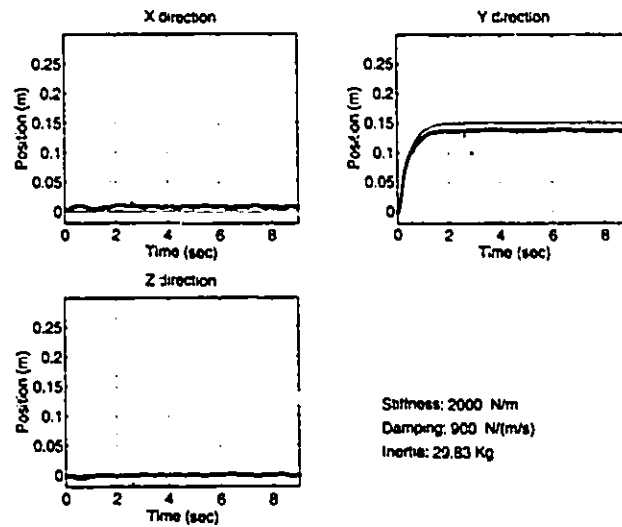 X direction
Position (m)
0.25
0.2
0.15
0.1
0.05
0
0 2 4 6 8
Time (sec)
Y direction
Position (m)
0.25
0.2
0.15
0.1
0.05
0
0 2 4 6 8
Time (sec)
Z direction
Position (m)
0.25
0.2
0.15
0.1
0.05
0
0 2 4 6 8
Time (sec)
Stiffness: 2000 N/m
Damping: 900 N/(m/s)
Inertia: 29.83 Kg